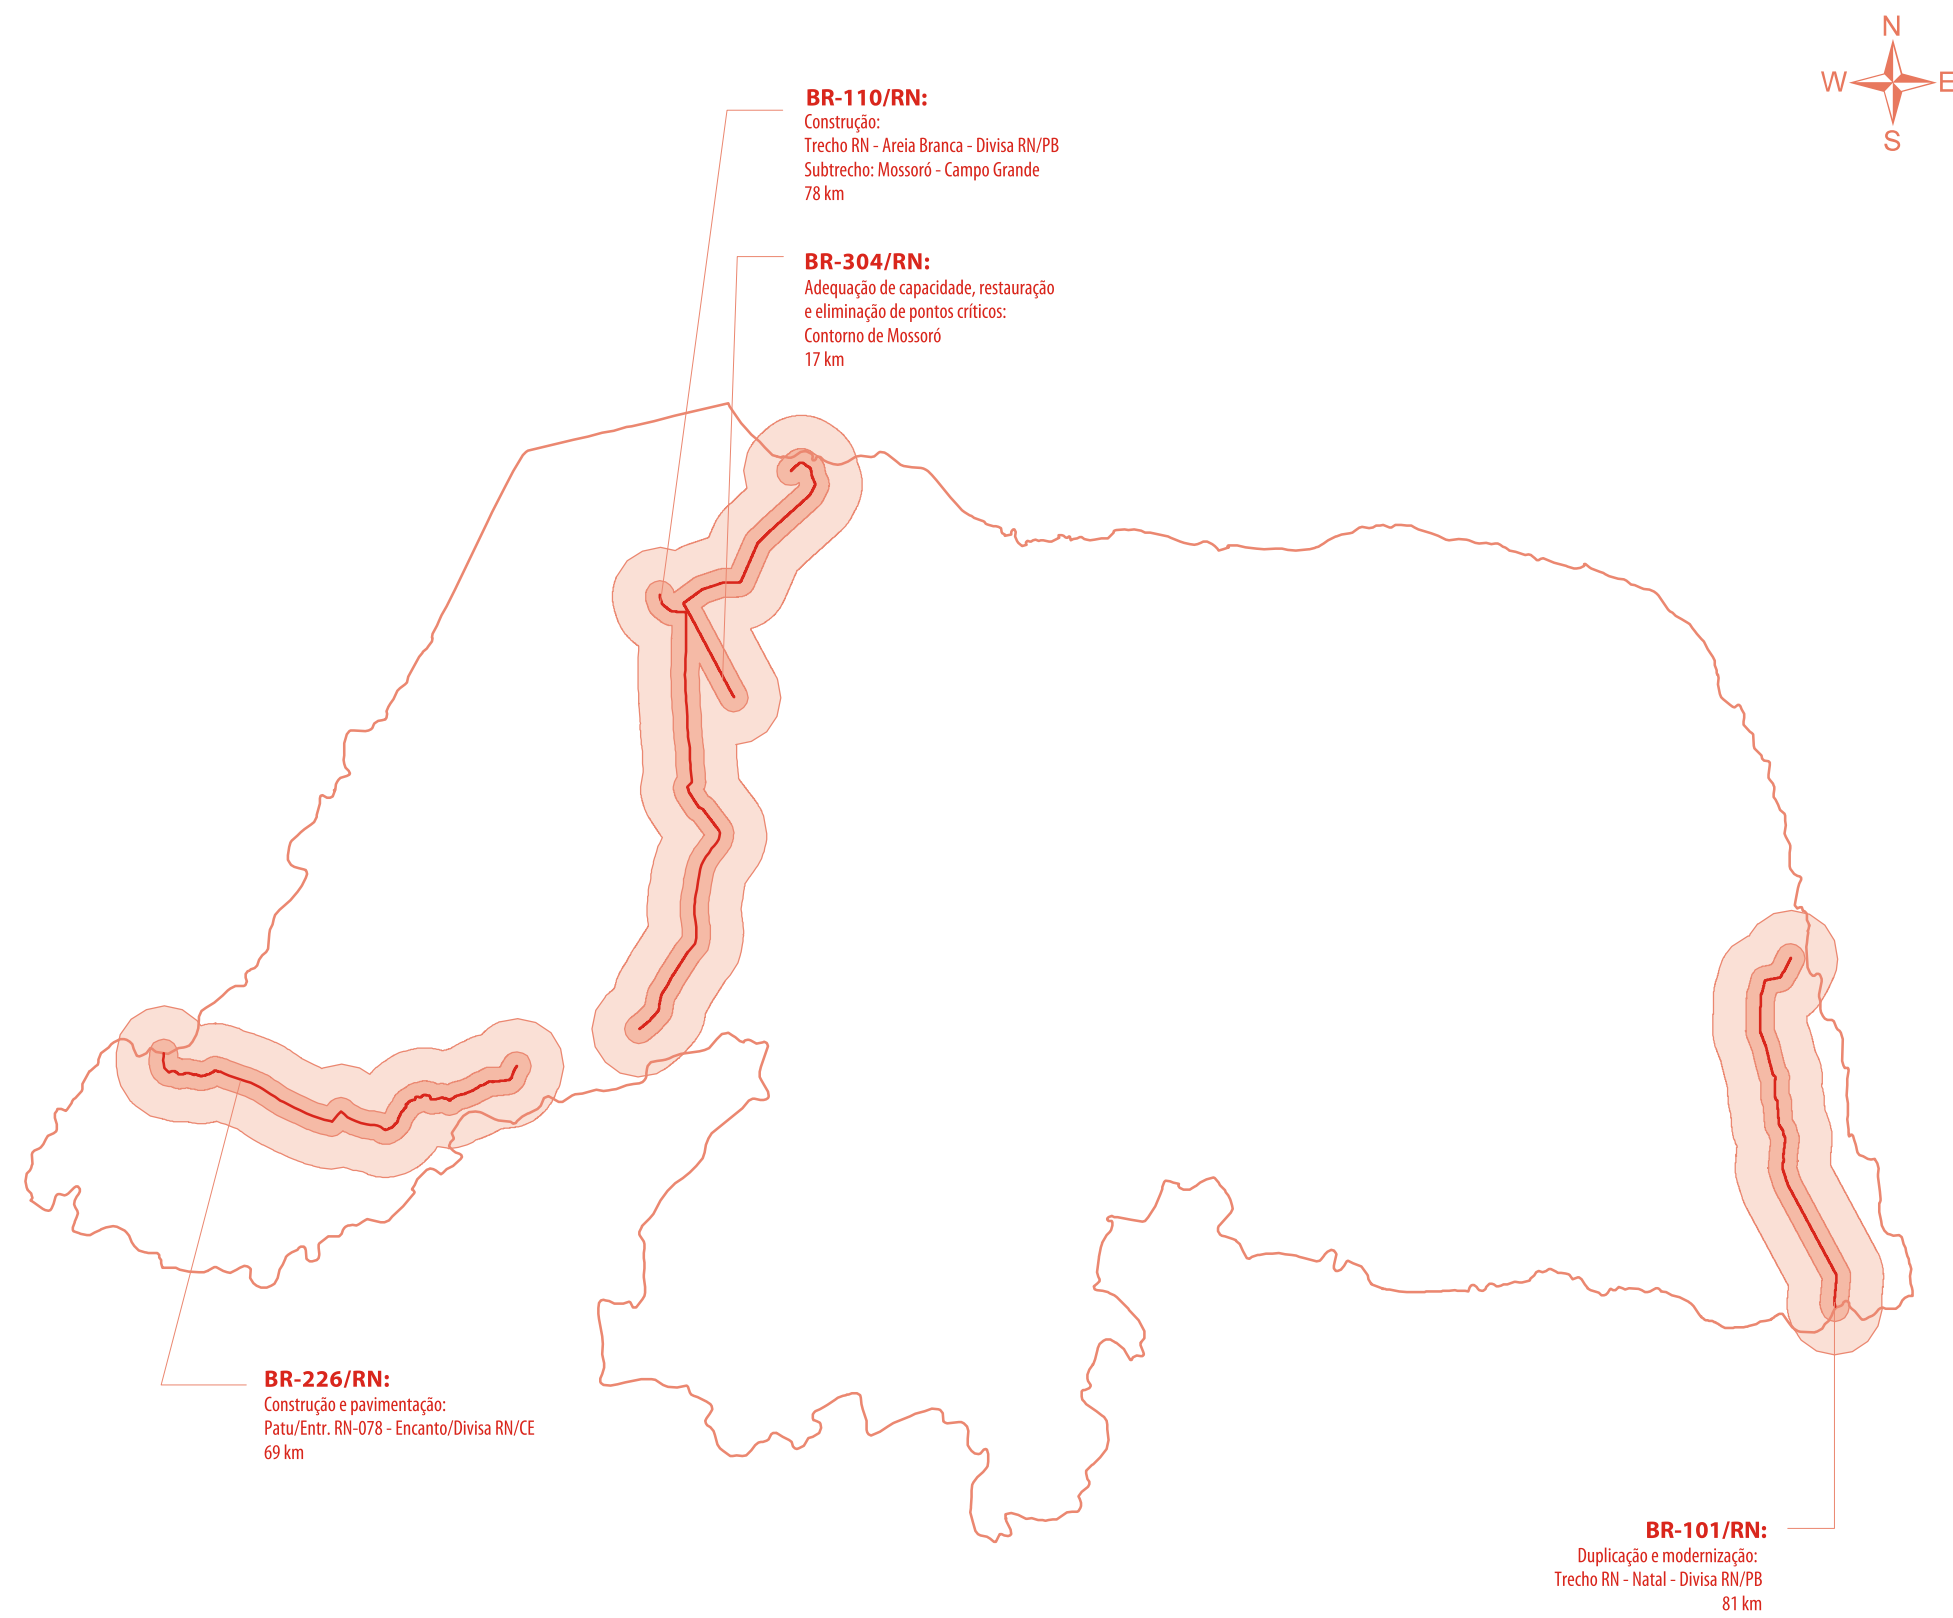 N
W
E
S
BR-110/RN:
Construção:
Trecho RN - Areia Branca - Divisa RN/PB
Subtrecho: Mossoró - Campo Grande
78 km
BR-304/RN:
Adequação de capacidade, restauração
e eliminação de pontos críticos:
Contorno de Mossoró
17 km
BR-226/RN:
Construção e pavimentação:
Patu/Entr. RN-078 - Encanto/Divisa RN/CE
69 km
BR-101/RN:
Duplicação e modernização:
Trecho RN - Natal - Divisa RN/PB
81 km